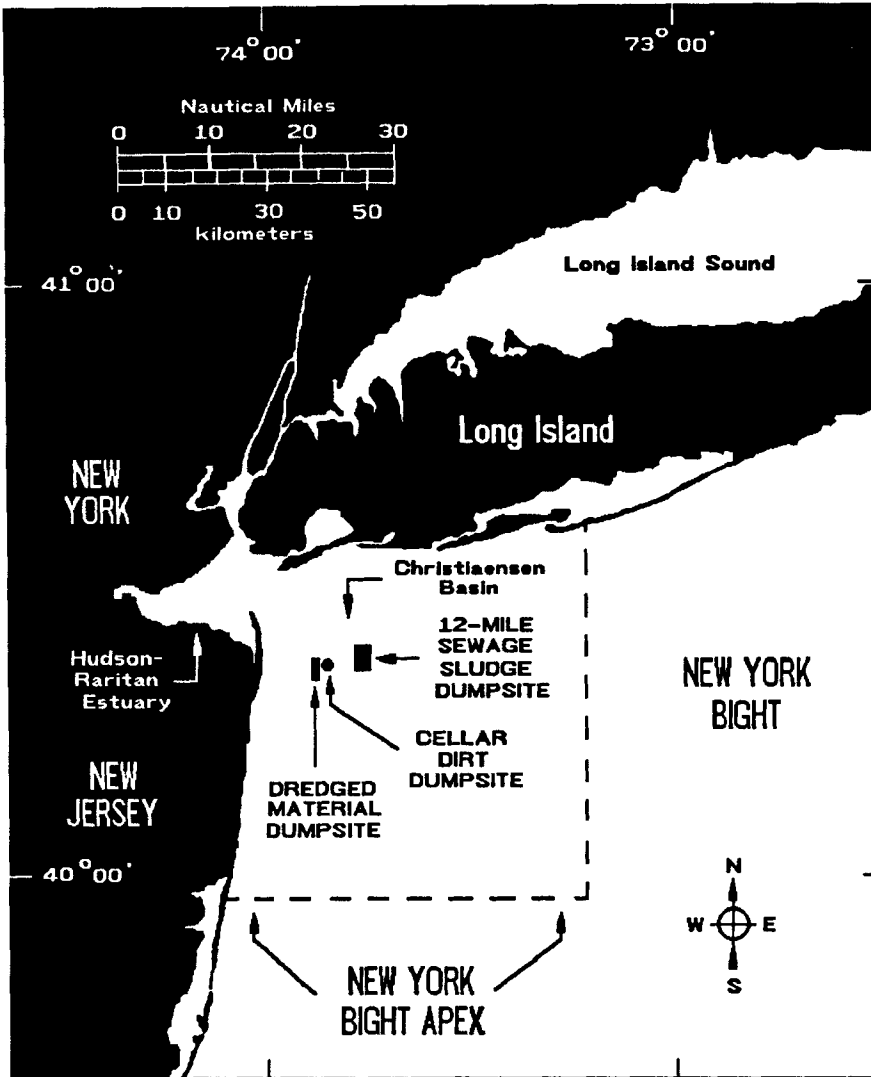 74°00'
73°00'
Nautical Miles
0 10 20 30
0 10 30 50
kilometers
Long Island Sound
41°00'
Long Island
NEW
YORK
Christiaensen
Basin
12-MILE
SEWAGE
SLUDGE
DUMPSITE
Hudson-
Raritan
Estuary
NEW YORK
BIGHT
CELLAR
DIRT
DUMPSITE
NEW
JERSEY
DREDGED
MATERIAL
DUMPSITE
40°00'
N
W E
S
NEW YORK
BIGHT APEX